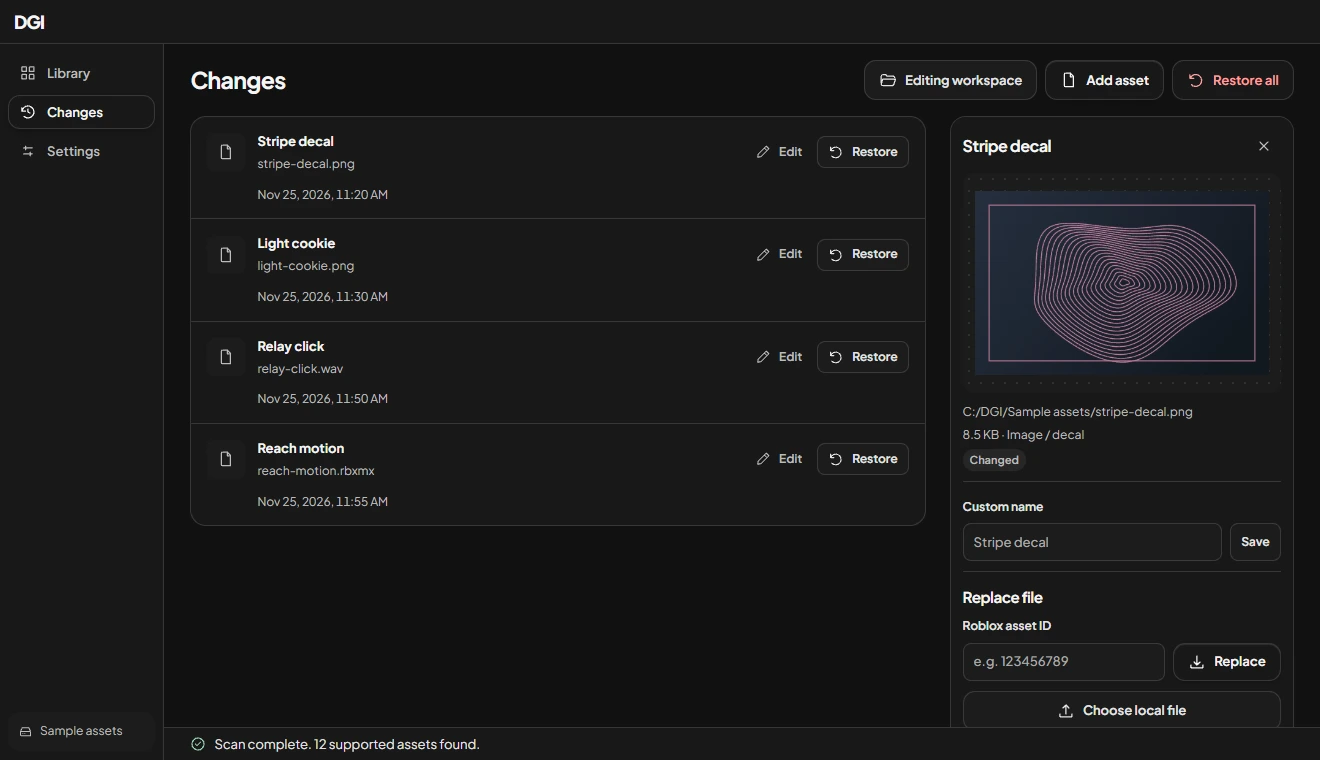 DGI
Library
Changes
Settings
Sample assets
Changes
Editing workspace
Add asset
Restore all
Stripe decal
stripe-decal.png
Nov 25, 2026, 11:20 AM
Edit
Restore
Light cookie
light-cookie.png
Nov 25, 2026, 11:30 AM
Edit
Restore
Relay click
relay-click.wav
Nov 25, 2026, 11:50 AM
Edit
Restore
Reach motion
reach-motion.rbxmx
Nov 25, 2026, 11:55 AM
Edit
Restore
Stripe decal
C:/DGI/Sample assets/stripe-decal.png
8.5 KB · Image / decal
Changed
Custom name
Stripe decal
Save
Replace file
Roblox asset ID
e.g. 123456789
Replace
Choose local file
Scan complete. 12 supported assets found.